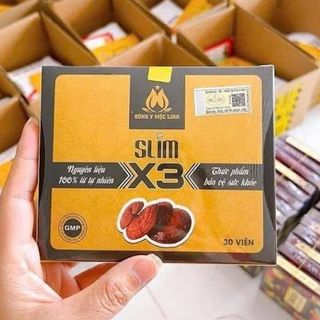 ĐÔNG Y MỘC LINH
SLIM
X3
Nguyên liệu
100% từ tự nhiên
Thực phẩm
bảo vệ sức khỏe
GMP
30 VIÊN